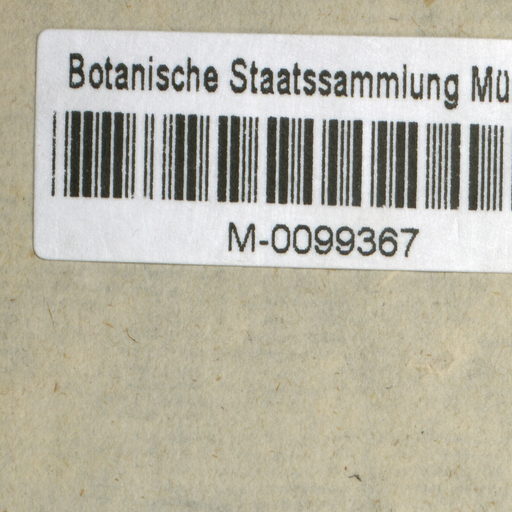 Botanische Staatssammlung Mü
M-0099367